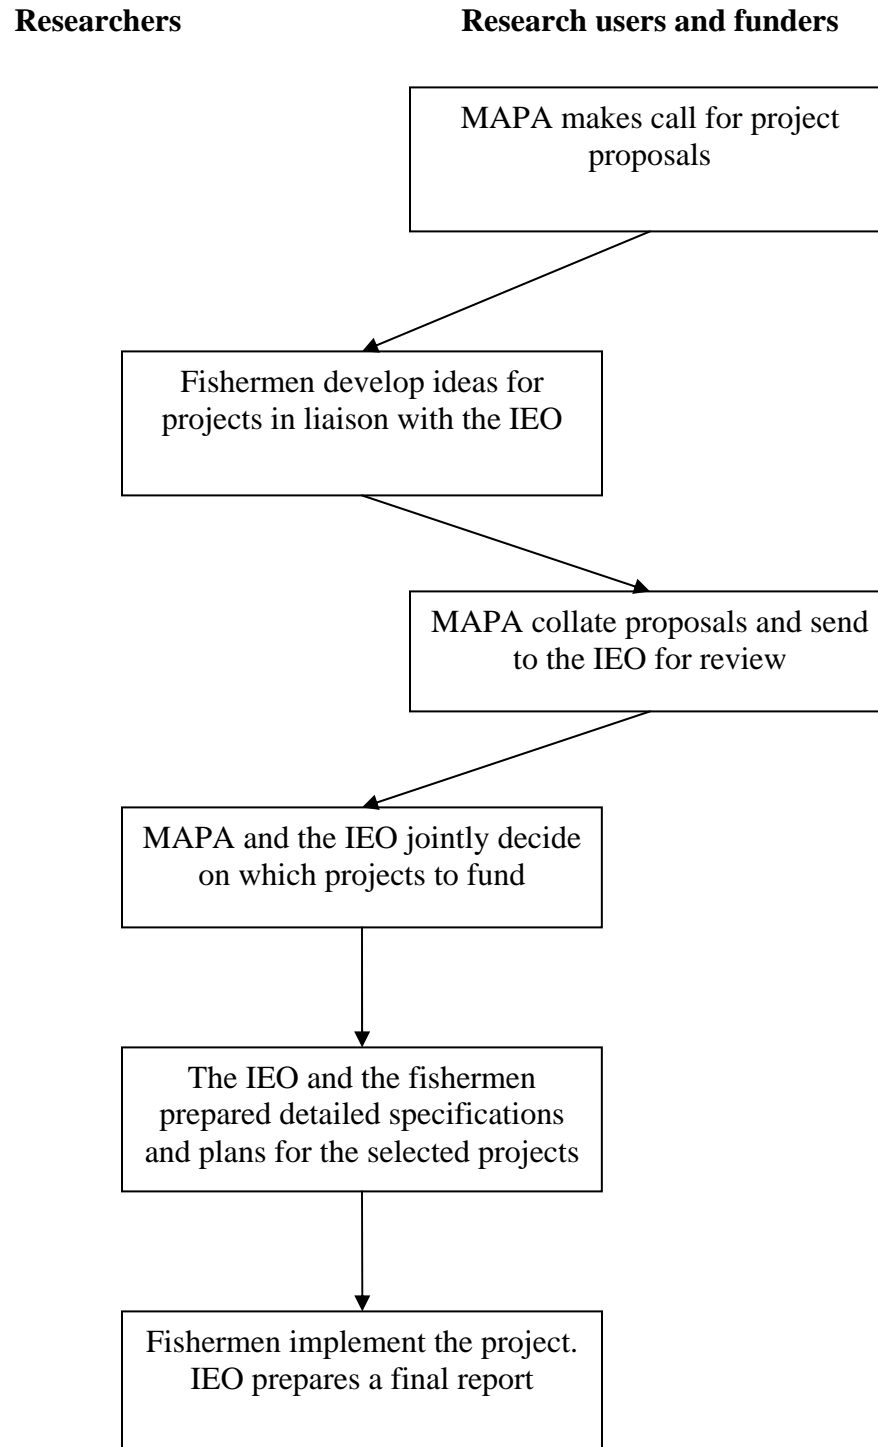 Researchers
Research users and funders
MAPA makes call for project
proposals
Fishermen develop ideas for
projects in liaison with the IEO
MAPA collate proposals and send
to the IEO for review
MAPA and the IEO jointly decide
on which projects to fund
The IEO and the fishermen
prepared detailed specifications
and plans for the selected projects
Fishermen implement the project.
IEO prepares a final report